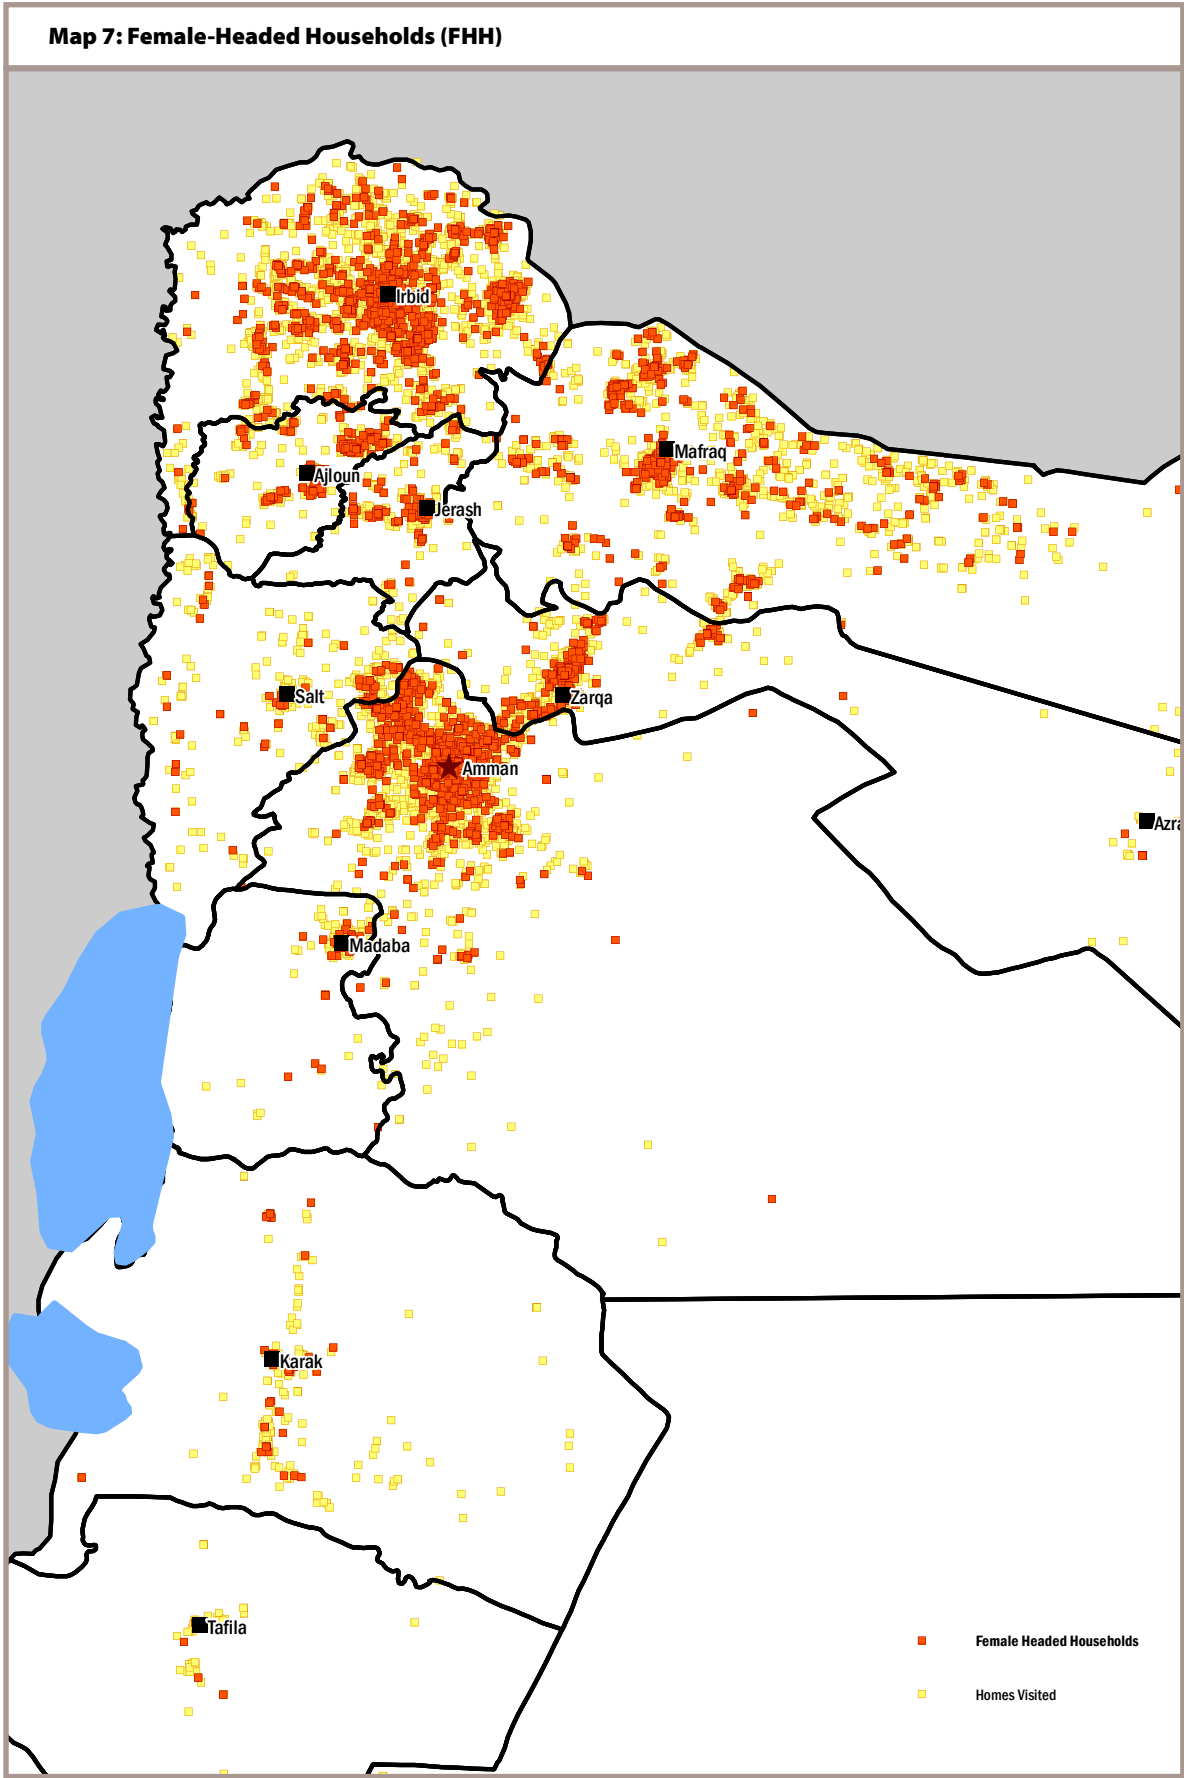 Map 7: Female-Headed Households (FHH)
Irbid
Mafraq
Ajloun
Jerash
Salt
Zarqa
Amman
Azra
Madaba
Karak
Tafila
Female Headed Households
Homes Visited